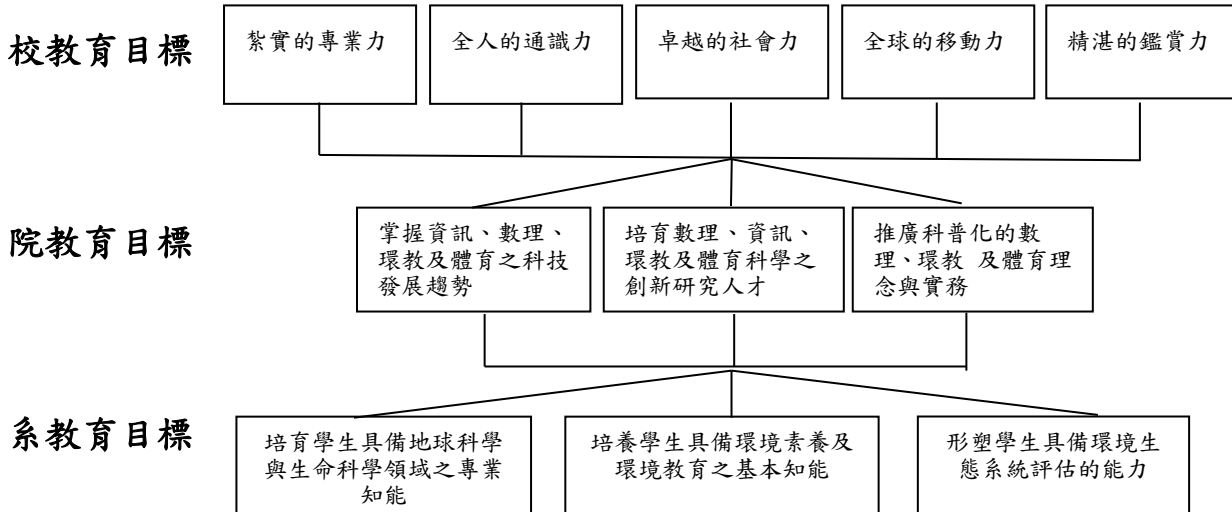 校教育目標
紮實的專業力
全人的通識力
卓越的社會力
全球的移動力
精湛的鑑賞力
院教育目標
掌握資訊、數理、
環教及體育之科技
發展趨勢
培育數理、資訊、
環教及體育科學之
創新研究人才
推廣科普化的數
理、環教 及體育理
念與實務
系教育目標
培育學生具備地球科學
與生命科學領域之專業
知能
培養學生具備環境素養及
環境教育之基本知能
形塑學生具備環境生
態系統評估的能力